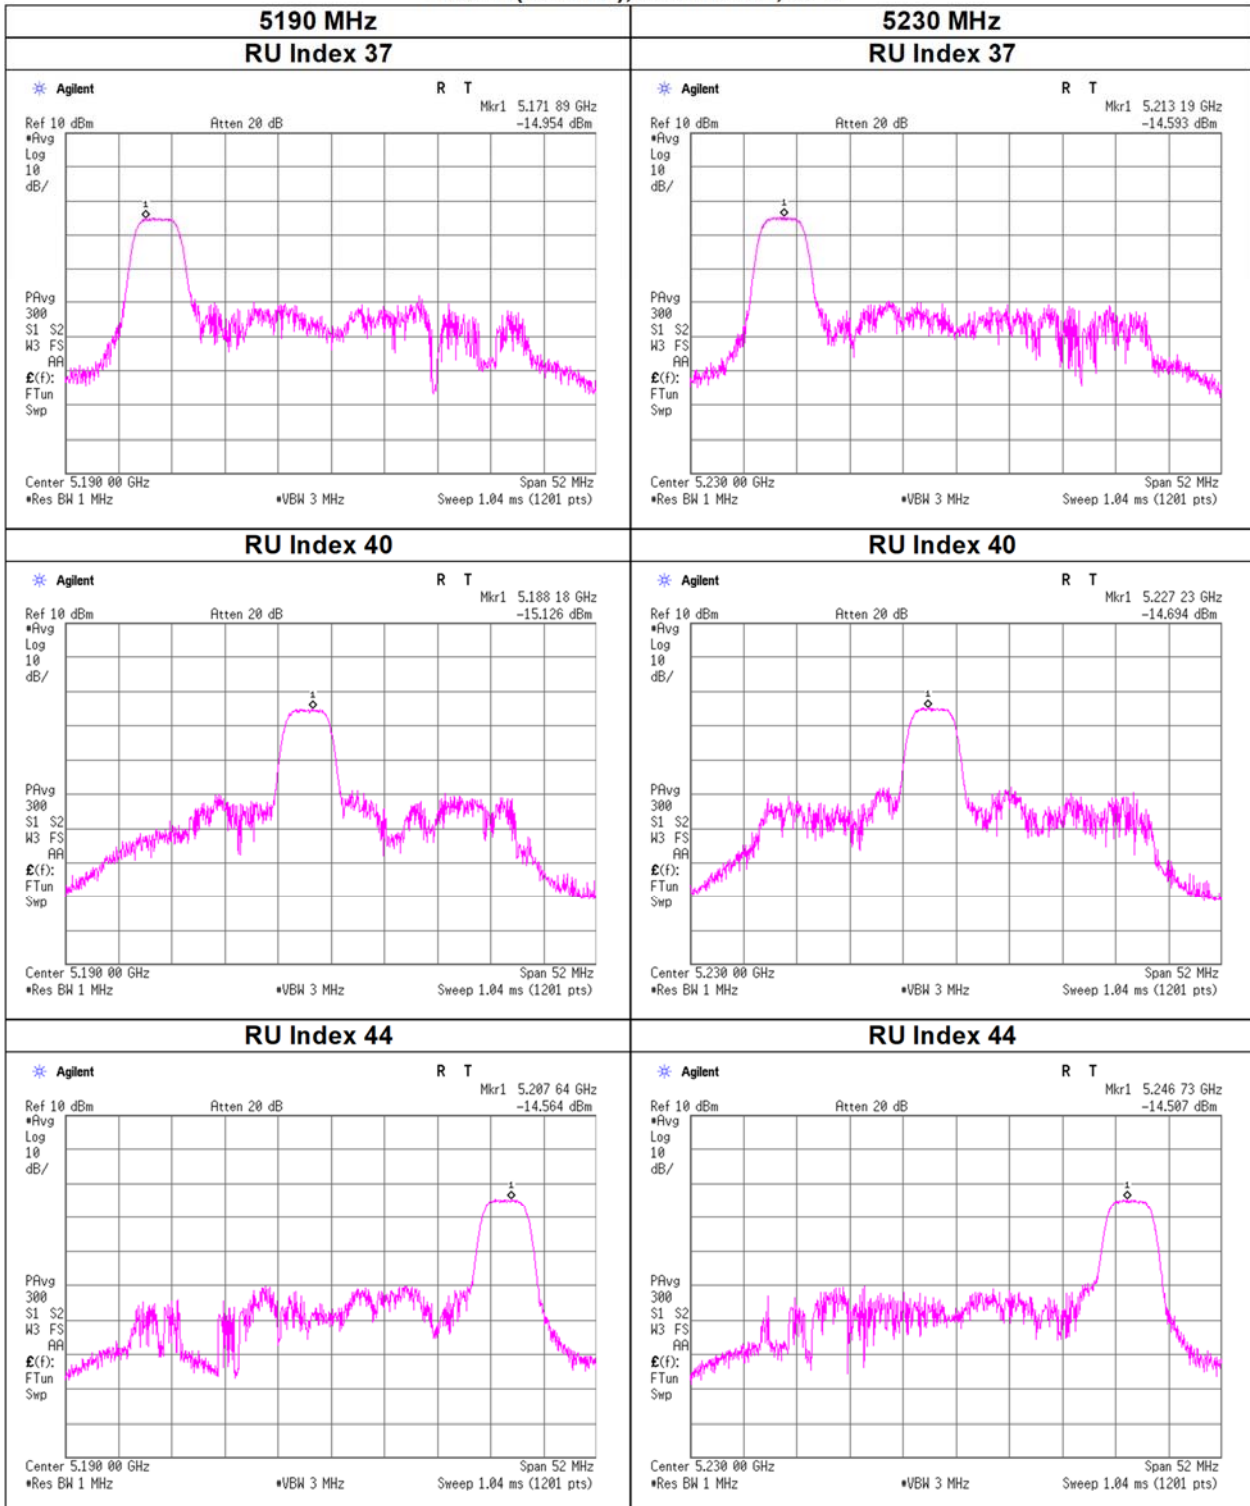 5190 MHz 5230 MHz
RU Index 37 RU Index 37
Agilent R T
Mkr1 5.171 89 GHz
Ref 10 dBm Atten 20 dB -14.954 dBm
#Avg
Log
10
dB/
1
PAvg
300
S1 S2
W3 FS
AA
£(f):
FTun
Swp
Center 5.190 00 GHz Span 52 MHz
#Res BW 1 MHz #VBW 3 MHz Sweep 1.04 ms (1201 pts)
Agilent R T
Mkr1 5.213 19 GHz
Ref 10 dBm Atten 20 dB -14.593 dBm
#Avg
Log
10
dB/
1
PAvg
300
S1 S2
W3 FS
AA
£(f):
FTun
Swp
Center 5.230 00 GHz Span 52 MHz
#Res BW 1 MHz #VBW 3 MHz Sweep 1.04 ms (1201 pts)
RU Index 40 RU Index 40
Agilent R T
Mkr1 5.188 18 GHz
Ref 10 dBm Atten 20 dB -15.126 dBm
#Avg
Log
10
dB/
1
PAvg
300
S1 S2
W3 FS
AA
£(f):
FTun
Swp
Center 5.190 00 GHz Span 52 MHz
#Res BW 1 MHz #VBW 3 MHz Sweep 1.04 ms (1201 pts)
Agilent R T
Mkr1 5.227 23 GHz
Ref 10 dBm Atten 20 dB -14.694 dBm
#Avg
Log
10
dB/
1
PAvg
300
S1 S2
W3 FS
AA
£(f):
FTun
Swp
Center 5.230 00 GHz Span 52 MHz
#Res BW 1 MHz #VBW 3 MHz Sweep 1.04 ms (1201 pts)
RU Index 44 RU Index 44
Agilent R T
Mkr1 5.207 64 GHz
Ref 10 dBm Atten 20 dB -14.564 dBm
#Avg
Log
10
dB/
1
PAvg
300
S1 S2
W3 FS
AA
£(f):
FTun
Swp
Center 5.190 00 GHz Span 52 MHz
#Res BW 1 MHz #VBW 3 MHz Sweep 1.04 ms (1201 pts)
Agilent R T
Mkr1 5.246 73 GHz
Ref 10 dBm Atten 20 dB -14.507 dBm
#Avg
Log
10
dB/
1
PAvg
300
S1 S2
W3 FS
AA
£(f):
FTun
Swp
Center 5.230 00 GHz Span 52 MHz
#Res BW 1 MHz #VBW 3 MHz Sweep 1.04 ms (1201 pts)